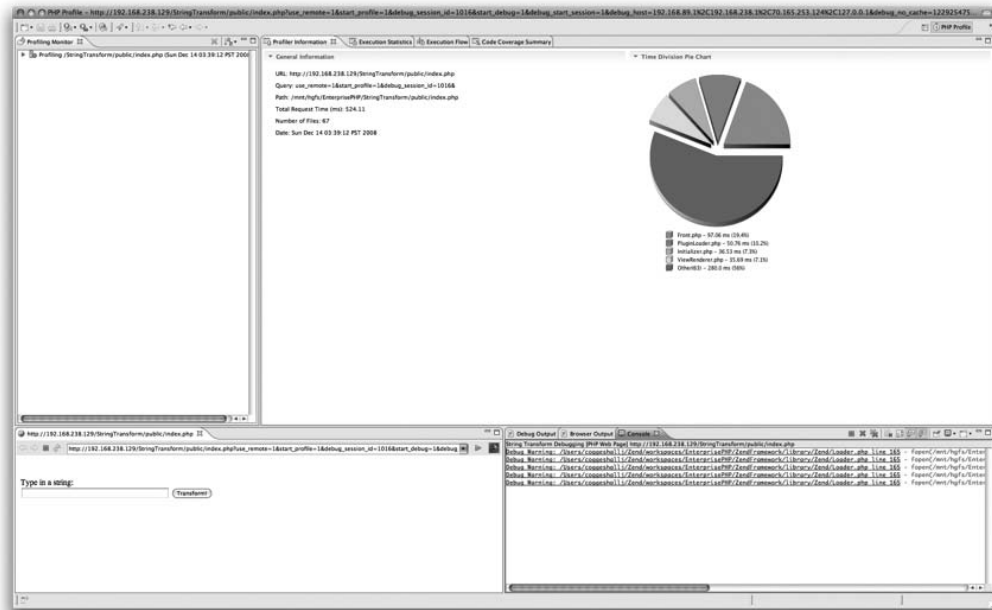 PHP Profile - http://192.168.238.129/StringTransform/public/index.php?use_remote=1&start_profile=1&debug_session_id=1016&start_debug=1&debug_start_session=1&debug_host=192.168.89.1%2C192.168.238.1%2C70.165.253.124%2C127.0.0.1&debug_no_cache=122925475...
PHP Profile
Profiling Monitor
Profiler Information
Execution Statistics
Execution Flow
Code Coverage Summary
Profiling /StringTransform/public/index.php (Sun Dec 14 03:39:12 PST 200
General Information
URL: http://192.168.238.129/StringTransform/public/index.php
Query: use_remote=1&start_profile=1&debug_session_id=1016&
Path: /mnt/hgfs/EnterprisePHP/StringTransform/public/index.php
Total Request Time (ms): 524.11
Number of Files: 67
Date: Sun Dec 14 03:39:12 PST 2008
Time Division Pie Chart
Front.php - 97.06 ms (19.4%)
PluginLoader.php - 50.76 ms (10.2%)
Initializer.php - 36.53 ms (7.3%)
ViewRenderer.php - 35.69 ms (7.1%)
Other(63) - 280.0 ms (56%)
http://192.168.238.129/StringTransform/public/index.php
http://192.168.238.129/StringTransform/public/index.php?use_remote=1&start_profile=1&debug_session_id=1016&start_debug=1&debug
Type in a string:
Transform!
Debug Output
Browser Output
Console
String Transform Debugging [PHP Web Page] http://192.168.238.129/StringTransform/public/index.php
Debug Warning: /Users/coggeshall/Zend/workspaces/EnterprisePHP/ZendFramework/library/Zend/Loader.php line 165 - fopen(/mnt/hgfs/Enter
Debug Warning: /Users/coggeshall/Zend/workspaces/EnterprisePHP/ZendFramework/library/Zend/Loader.php line 165 - fopen(/mnt/hgfs/Enter
Debug Warning: /Users/coggeshall/Zend/workspaces/EnterprisePHP/ZendFramework/library/Zend/Loader.php line 165 - fopen(/mnt/hgfs/Enter
Debug Warning: /Users/coggeshall/Zend/workspaces/EnterprisePHP/ZendFramework/library/Zend/Loader.php line 165 - fopen(/mnt/hgfs/Enter
Debug Warning: /Users/coggeshall/Zend/workspaces/EnterprisePHP/ZendFramework/library/Zend/Loader.php line 165 - fopen(/mnt/hgfs/Enter